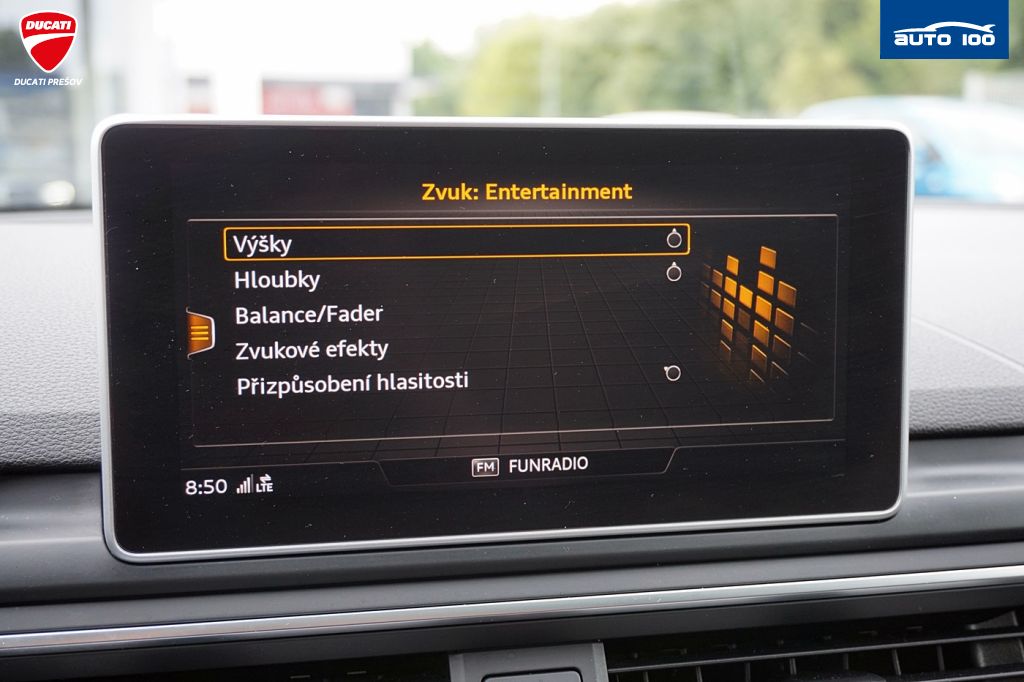 DUCATI
DUCATI PREŠOV
AUTO 100
Zvuk: Entertainment
Výšky
Hloubky
Balance/Fader
Zvukové efekty
Přizpůsobení hlasitosti
FM FUNRADIO
8:50 LTE